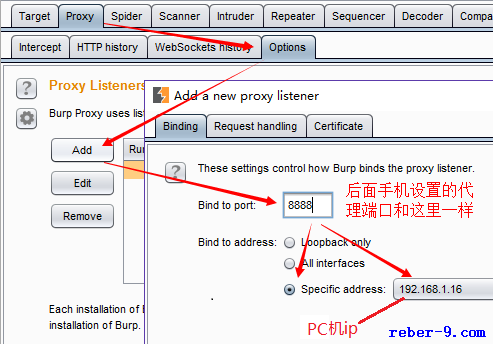 Target Proxy Spider Scanner Intruder Repeater Sequencer Decoder Compa
Intercept HTTP history WebSockets history Options
? Proxy Listeners
Burp Proxy uses lis
Add
Edit
Remove
Ru
Each installation of B
installation of Burp.
Add a new proxy listener
Binding Request handling Certificate
? These settings control how Burp binds the proxy listener.
Bind to port: 8888
Bind to address: Loopback only
All interfaces
Specific address: 192.168.1.16
后面手机设置的代
理端口和这里一样
PC机ip
reber-9.com